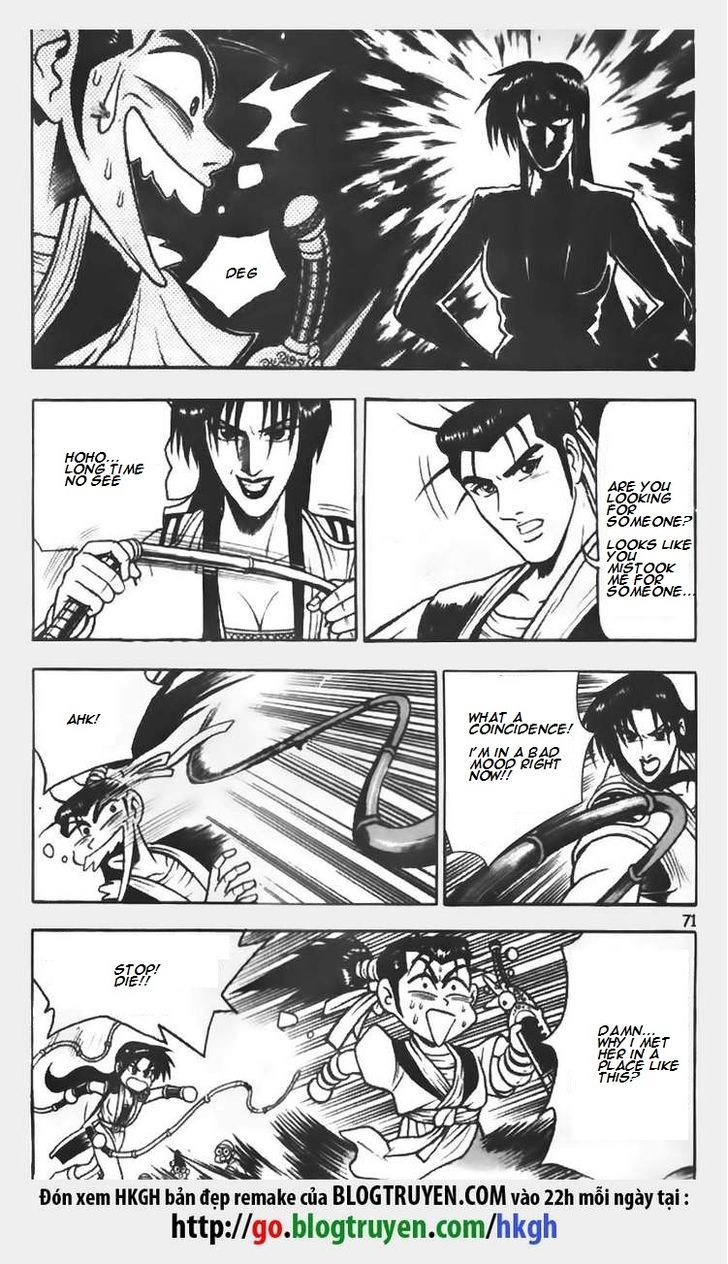 DEG
ARE YOU
LOOKING
FOR
SOMEONE?
LOOKS LIKE
YOU
MISTOOK
ME FOR
SOMEONE...
HOHO...
LONG TIME
NO SEE
WHAT A
COINCIDENCE!
I'M IN A BAD
MOOD RIGHT
NOW!!
AHK!
71
DAMN...
WHY I MET
HER IN A
PLACE LIKE
THIS?
STOP!
DIE!!
Đón xem HKGH bản đẹp remake của BLOGTRUYEN.COM vào 22h mỗi ngày tại :
http://go.blogtruyen.com/hkgh